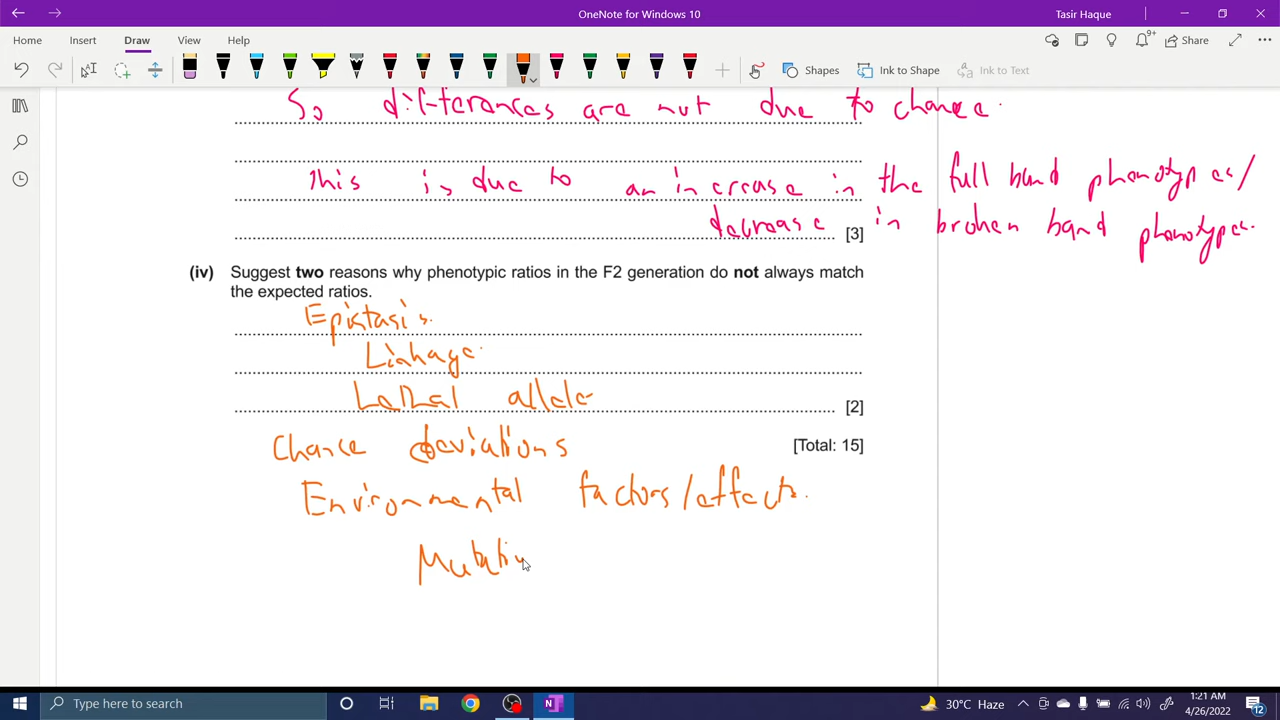 OneNote for Windows 10
Tasir Haque
Home Insert Draw View Help
9+
Share
Shapes
Ink to Shape
Ink to Text
So differences are not due to chance.
This is due to an increase in the full band phenotypes/
decrease in broken band phenotypes.
[3]
(iv) Suggest two reasons why phenotypic ratios in the F2 generation do not always match
the expected ratios.
Epistasis.
Linkage.
Lethal allele
[2]
Chance deviations
[Total: 15]
Environmental factors/effects.
Mutatio
Type here to search
30°C Haze
1:21 AM
4/26/2022
12